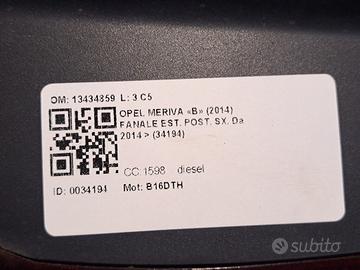 OM: 13434859 L: 3 C5
OPEL MERIVA «B» (2014)
FANALE EST. POST. SX. Da
2014 > (34194)
CC: 1598 diesel
ID: 0034194 Mot: B16DTH
subito